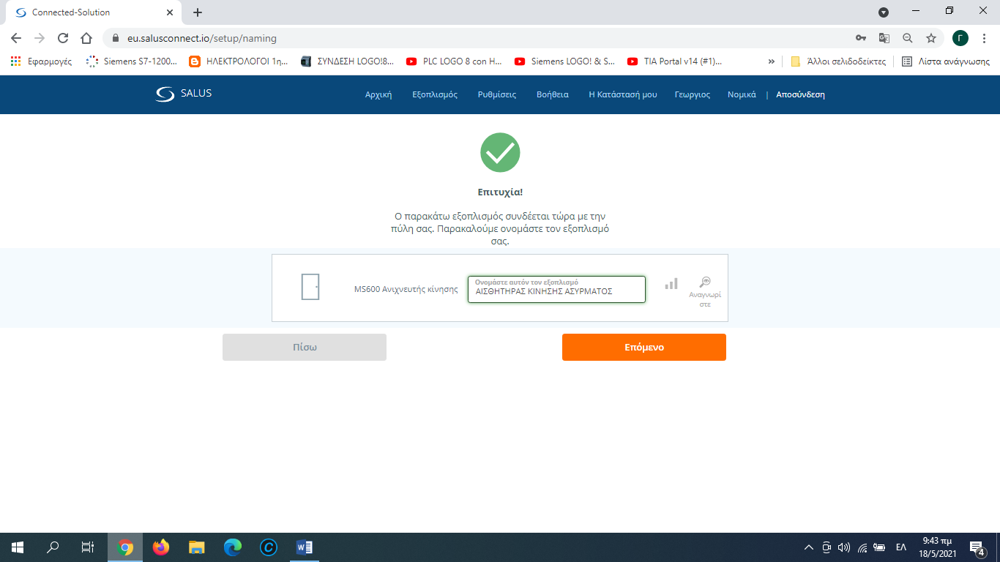 Connected-Solution
eu.salusconnect.io/setup/naming
Γ
Εφαρμογές
Siemens S7-1200...
ΗΛΕΚΤΡΟΛΟΓΟΙ 1η...
ΣΥΝΔΕΣΗ LOGO!8...
PLC LOGO 8 con H...
Siemens LOGO! & S...
TIA Portal v14 (#1)...
»
Άλλοι σελιδοδείκτες
Λίστα ανάγνωσης
SALUS
Αρχική
Εξοπλισμός
Ρυθμίσεις
Βοήθεια
Η Κατάστασή μου
Γεωργιος
Νομικά
|
Αποσύνδεση
Επιτυχία!
Ο παρακάτω εξοπλισμός συνδέεται τώρα με την
πύλη σας. Παρακαλούμε ονομάστε τον εξοπλισμό
σας.
MS600 Ανιχνευτής κίνησης
Ονομάστε αυτόν τον εξοπλισμό
ΑΙΣΘΗΤΗΡΑΣ ΚΙΝΗΣΗΣ ΑΣΥΡΜΑΤΟΣ
Αναγνωρί
στε
Πίσω
Επόμενο
ΕΛ
9:43 πμ
18/5/2021
4